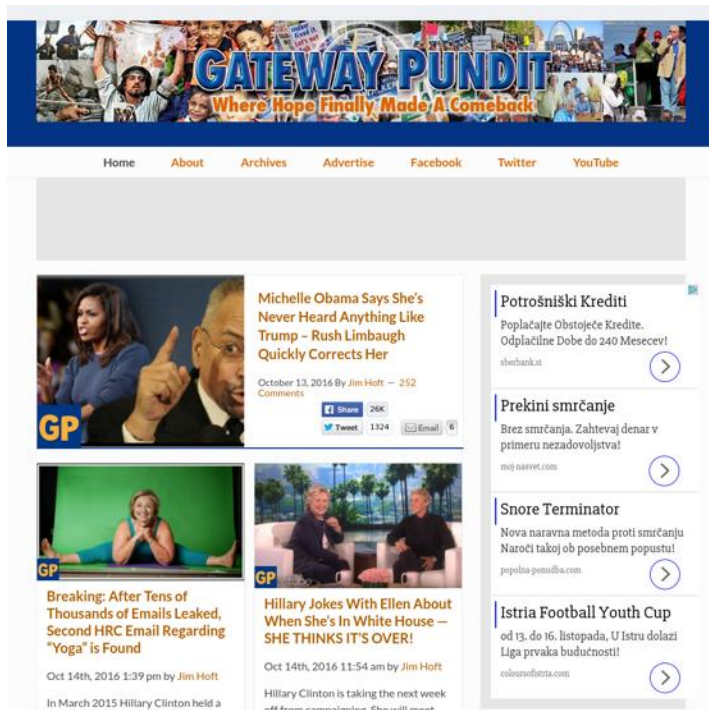 GATEWAY PUNDIT
Where Hope Finally Made A Comeback
Home About Archives Advertise Facebook Twitter YouTube
GP
Michelle Obama Says She's
Never Heard Anything Like
Trump – Rush Limbaugh
Quickly Corrects Her
October 13, 2016 By Jim Hoft — 252
Comments
Share 26K
Tweet 1324 Email 6
GP
Breaking: After Tens of
Thousands of Emails Leaked,
Second HRC Email Regarding
"Yoga" is Found
Oct 14th, 2016 1:39 pm by Jim Hoft
In March 2015 Hillary Clinton held a
GP
Hillary Jokes With Ellen About
When She's In White House —
SHE THINKS IT'S OVER!
Oct 14th, 2016 11:54 am by Jim Hoft
Hillary Clinton is taking the next week
off from campaigning. She will meet
Potrošniški Krediti
Poplačajte Obstoječe Kredite.
Odplačilne Dobe do 240 Mesecev!
sberbank.si
Prekini smrčanje
Brez smrčanja. Zahtevaj denar v
primeru nezadovoljstva!
moj-nasvet.com
Snore Terminator
Nova naravna metoda proti smrčanju
Naroči takoj ob posebnem popustu!
popolna-ponudba.com
Istria Football Youth Cup
od 13. do 16. listopada, U Istru dolazi
Liga prvaka budućnosti!
coloursofistria.com